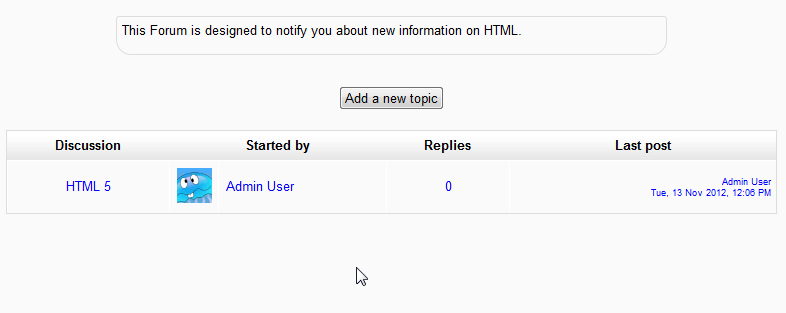 This Forum is designed to notify you about new information on HTML.
Add a new topic
Discussion Started by Replies Last post
HTML 5 Admin User 0 Admin User
Tue, 13 Nov 2012, 12:06 PM